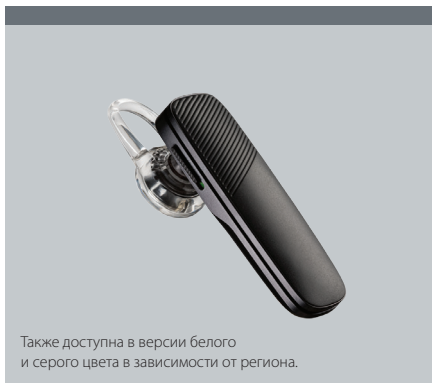 Также доступна в версии белого
и серого цвета в зависимости от региона.